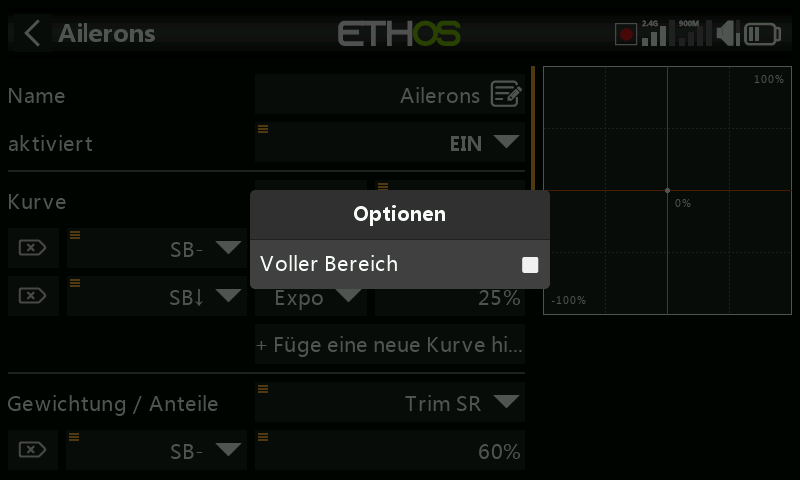 Ailerons
ETHOS
2.4G
900M
Name
Ailerons
aktiviert
EIN
Kurve
SB-
SB↓
Expo
25%
+ Füge eine neue Kurve hi...
Gewichtung / Anteile
Trim SR
SB-
60%
Optionen
Voller Bereich
100%
0%
-100%